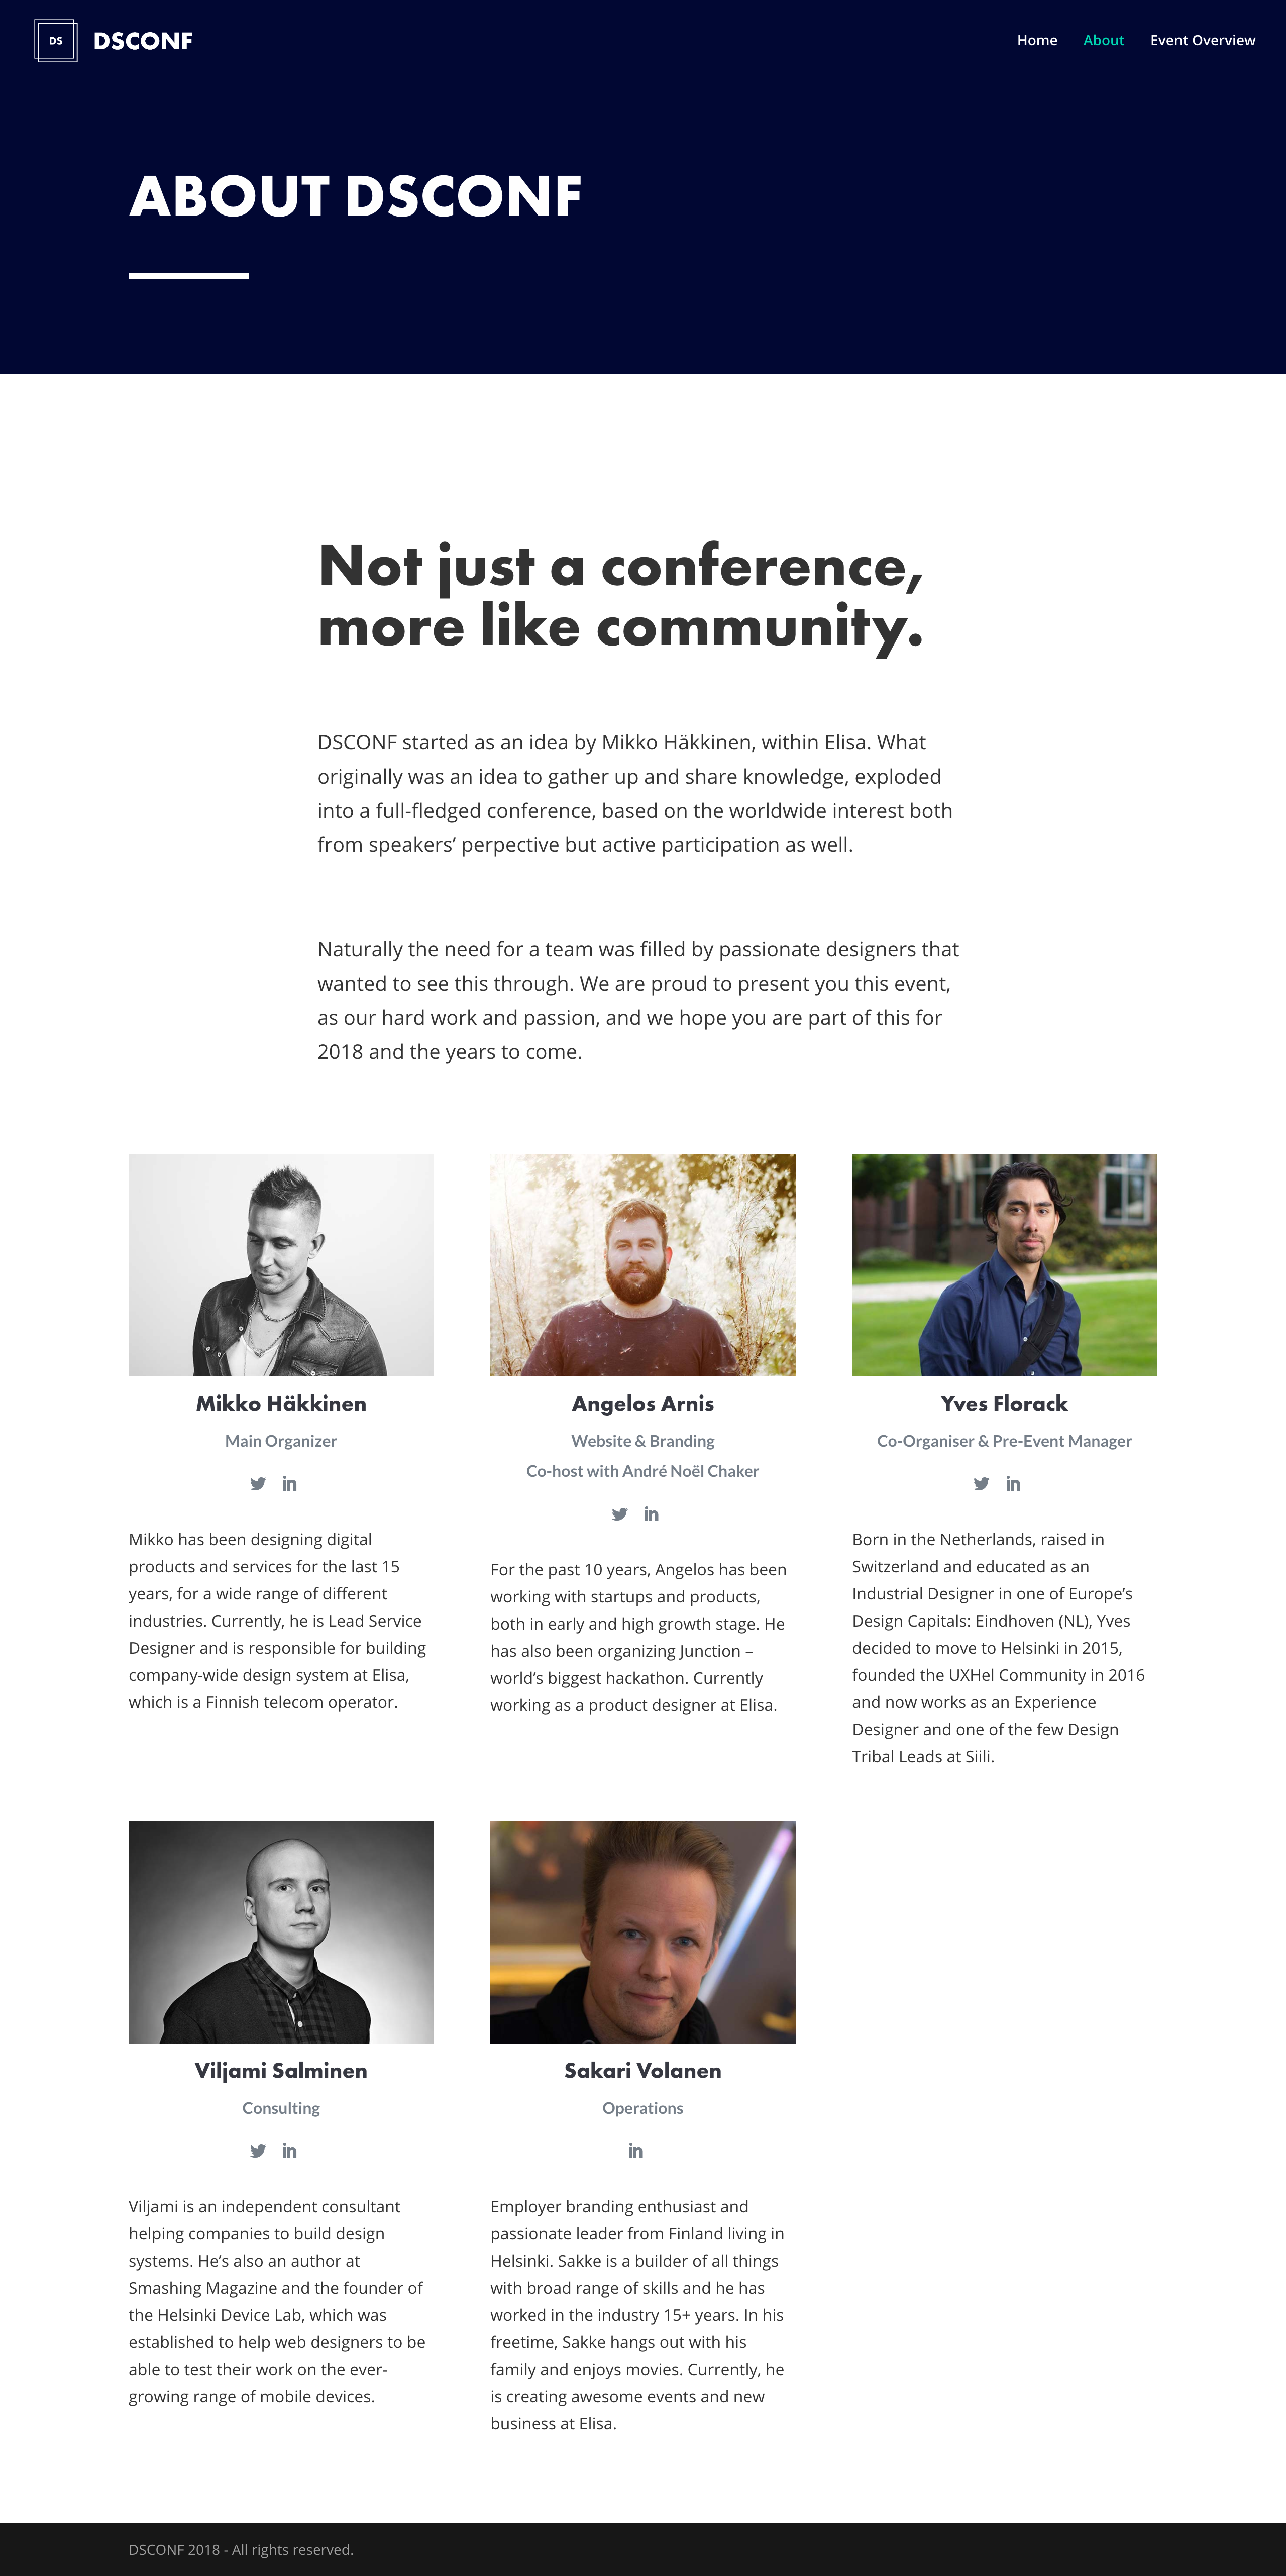 DS
DSCONF
Home
About
Event Overview
ABOUT DSCONF
Not just a conference,
more like community.
DSCONF started as an idea by Mikko Häkkinen, within Elisa. What
originally was an idea to gather up and share knowledge, exploded
into a full-fledged conference, based on the worldwide interest both
from speakers’ perpective but active participation as well.
Naturally the need for a team was filled by passionate designers that
wanted to see this through. We are proud to present you this event,
as our hard work and passion, and we hope you are part of this for
2018 and the years to come.
Mikko Häkkinen
Main Organizer
Mikko has been designing digital
products and services for the last 15
years, for a wide range of different
industries. Currently, he is Lead Service
Designer and is responsible for building
company-wide design system at Elisa,
which is a Finnish telecom operator.
Angelos Arnis
Website & Branding
Co-host with André Noël Chaker
For the past 10 years, Angelos has been
working with startups and products,
both in early and high growth stage. He
has also been organizing Junction –
world’s biggest hackathon. Currently
working as a product designer at Elisa.
Yves Florack
Co-Organiser & Pre-Event Manager
Born in the Netherlands, raised in
Switzerland and educated as an
Industrial Designer in one of Europe’s
Design Capitals: Eindhoven (NL), Yves
decided to move to Helsinki in 2015,
founded the UXHel Community in 2016
and now works as an Experience
Designer and one of the few Design
Tribal Leads at Siili.
Viljami Salminen
Consulting
Viljami is an independent consultant
helping companies to build design
systems. He’s also an author at
Smashing Magazine and the founder of
the Helsinki Device Lab, which was
established to help web designers to be
able to test their work on the ever-
growing range of mobile devices.
Sakari Volanen
Operations
Employer branding enthusiast and
passionate leader from Finland living in
Helsinki. Sakke is a builder of all things
with broad range of skills and he has
worked in the industry 15+ years. In his
freetime, Sakke hangs out with his
family and enjoys movies. Currently, he
is creating awesome events and new
business at Elisa.
DSCONF 2018 - All rights reserved.